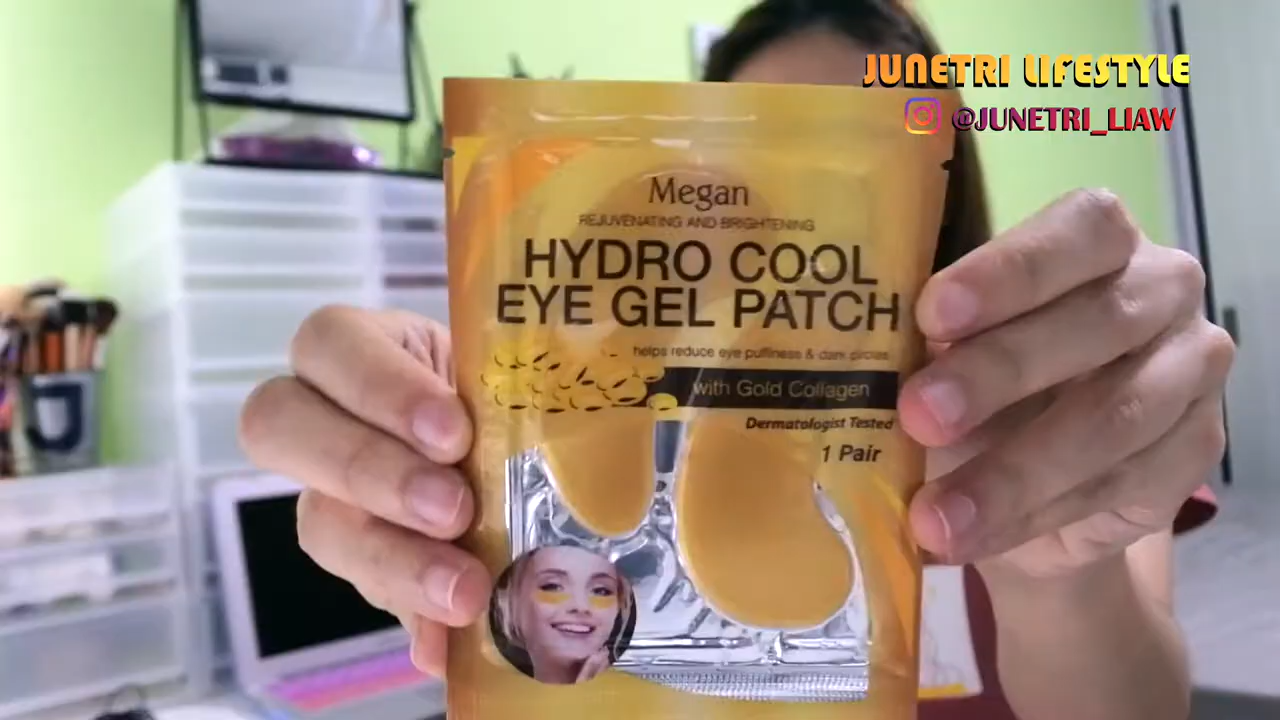 JUNETRI LIFESTYLE
@JUNETRI_LIAW
Megan
REJUVENATING AND BRIGHTENING
HYDRO COOL
EYE GEL PATCH
helps reduce eye puffiness & dark circles
with Gold Collagen
Dermatologist Tested
1 Pair